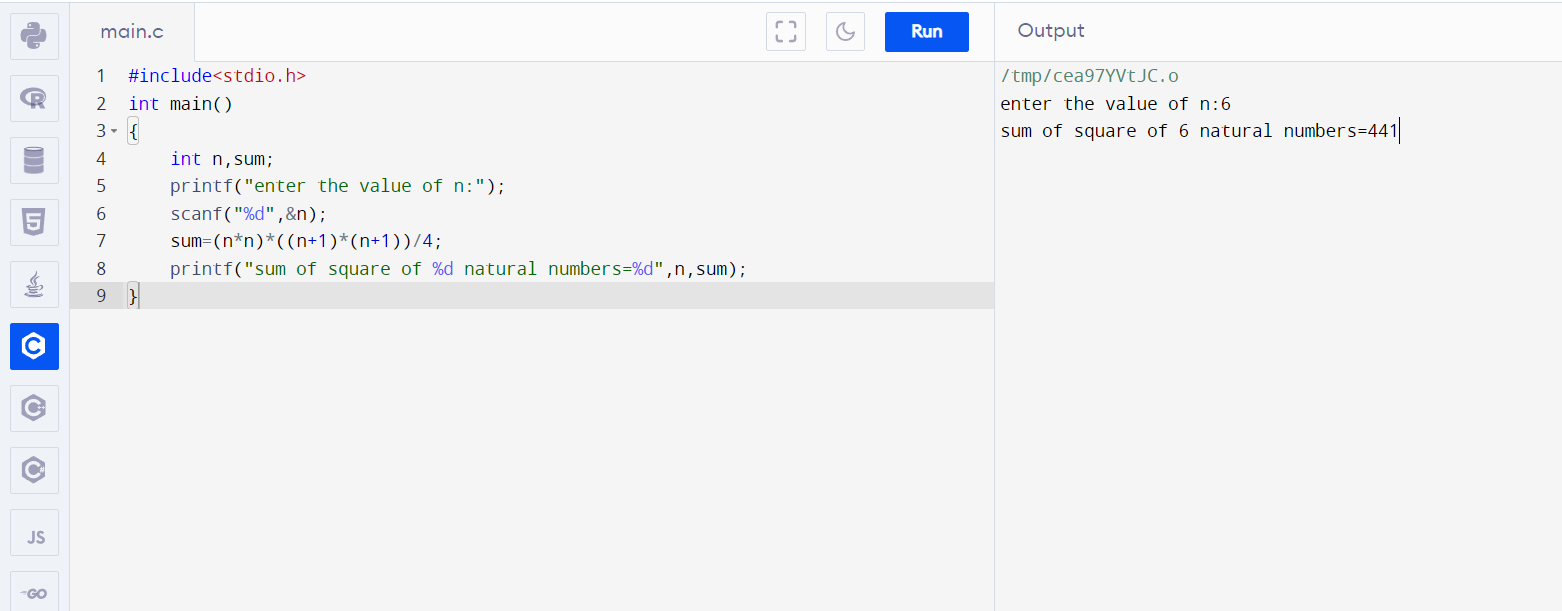 main.c
Run
Output
1 #include<stdio.h>
2 int main()
3 {
4     int n,sum;
5     printf("enter the value of n:");
6     scanf("%d",&n);
7     sum=(n*n)*((n+1)*(n+1))/4;
8     printf("sum of square of %d natural numbers=%d",n,sum);
9 }
/tmp/cea97YVtJC.o
enter the value of n:6
sum of square of 6 natural numbers=441
R
5
C
C
C
JS
GO